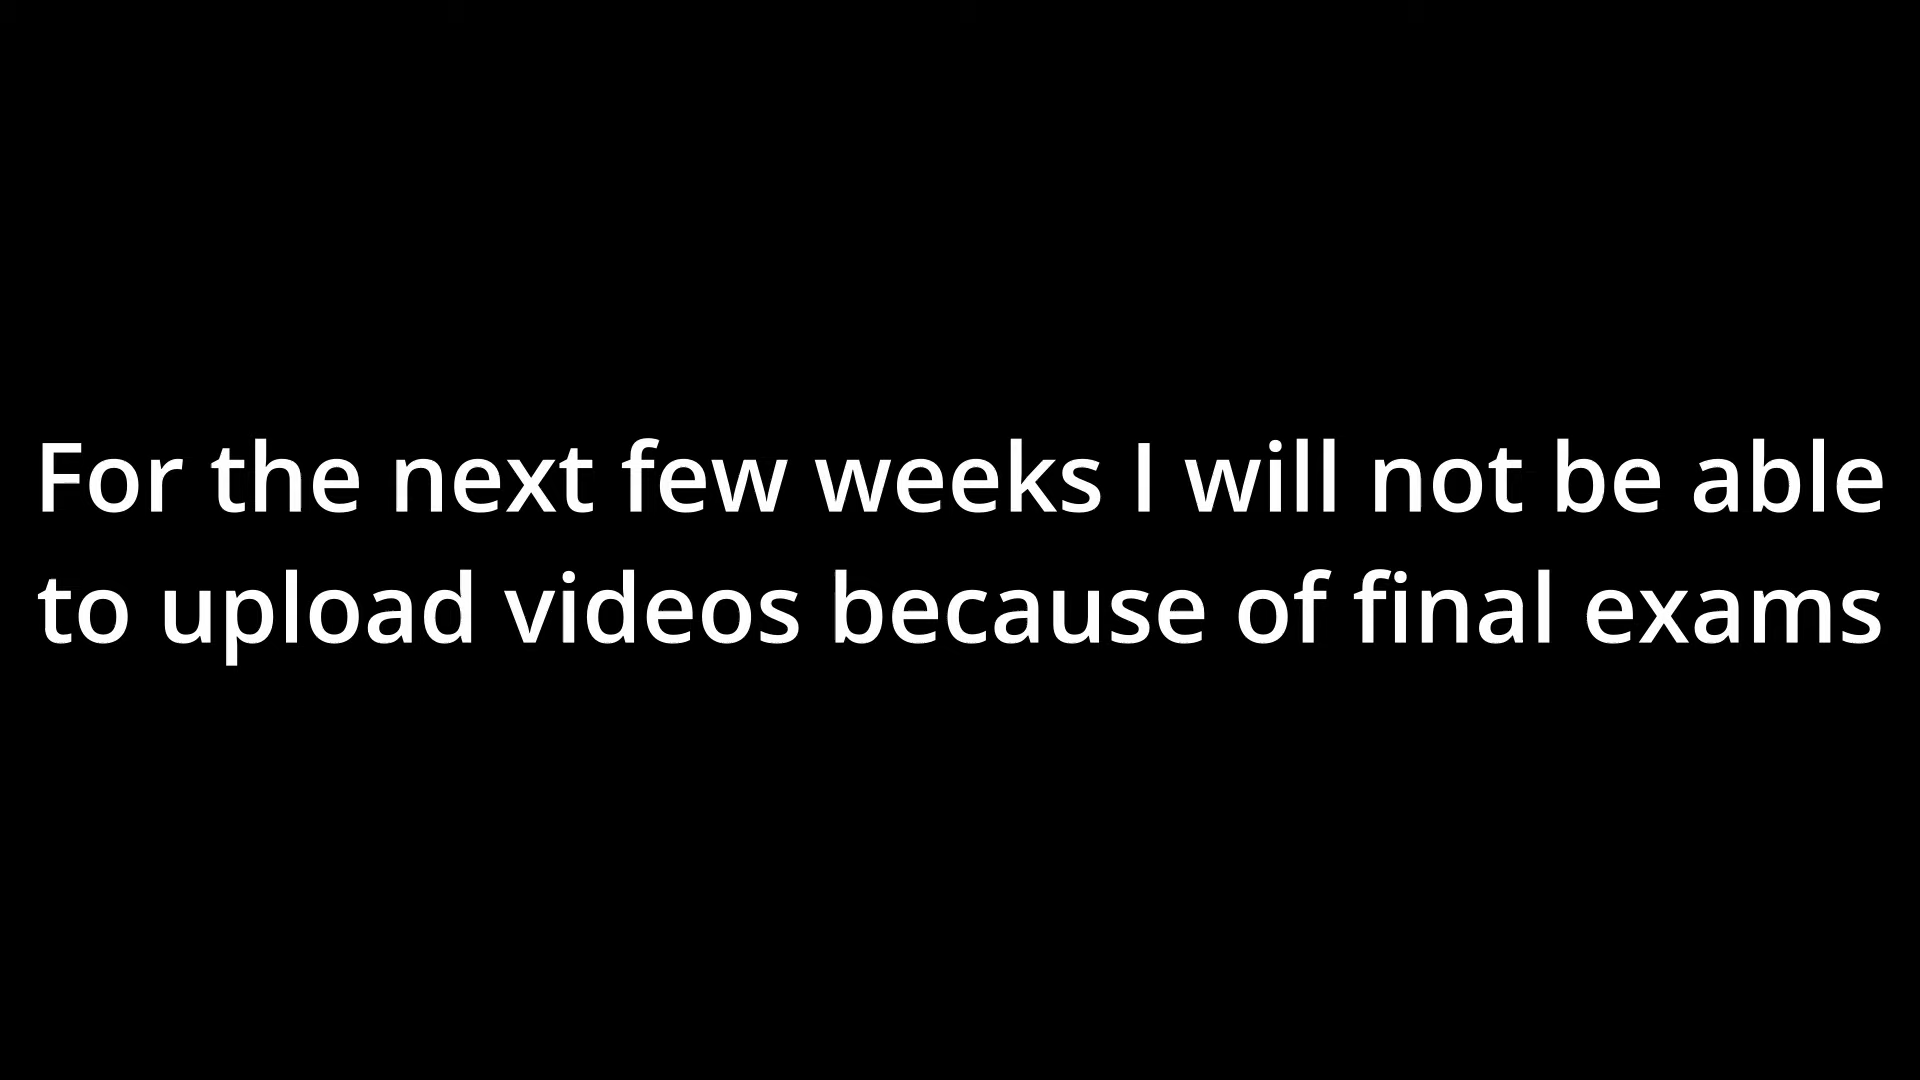 For the next few weeks I will not be able
to upload videos because of final exams